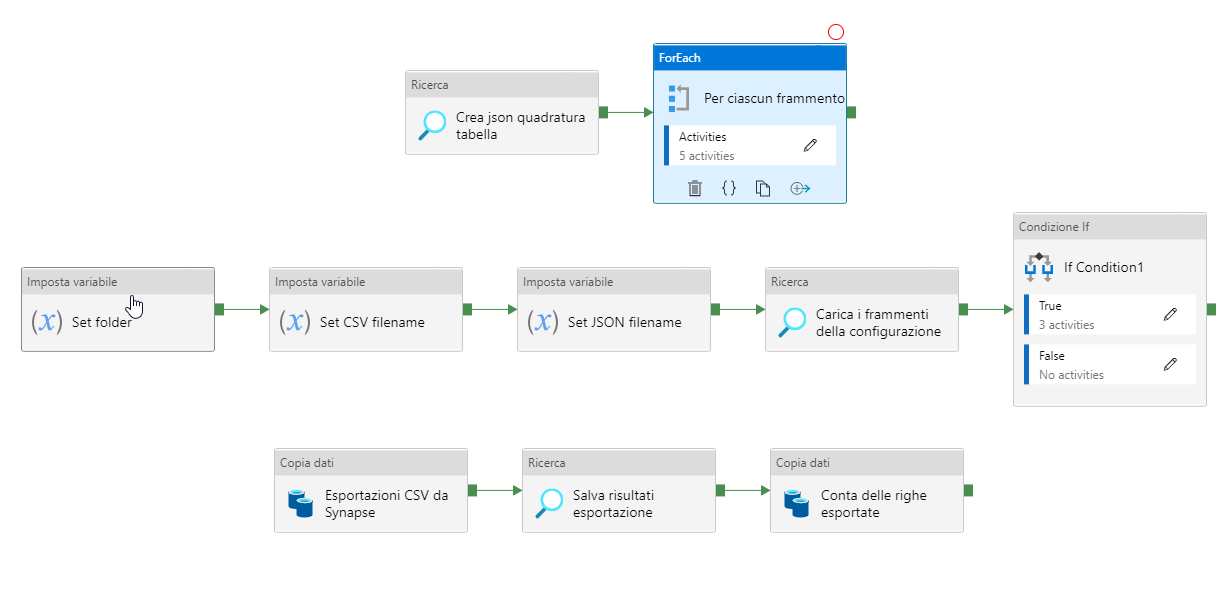 Ricerca
Crea json quadratura
tabella
ForEach
Per ciascun frammento
Activities
5 activities
Imposta variabile
(x) Set folder
Imposta variabile
(x) Set CSV filename
Imposta variabile
(x) Set JSON filename
Ricerca
Carica i frammenti
della configurazione
Condizione If
If Condition1
True
3 activities
False
No activities
Copia dati
Esportazioni CSV da
Synapse
Ricerca
Salva risultati
esportazione
Copia dati
Conta delle righe
esportate